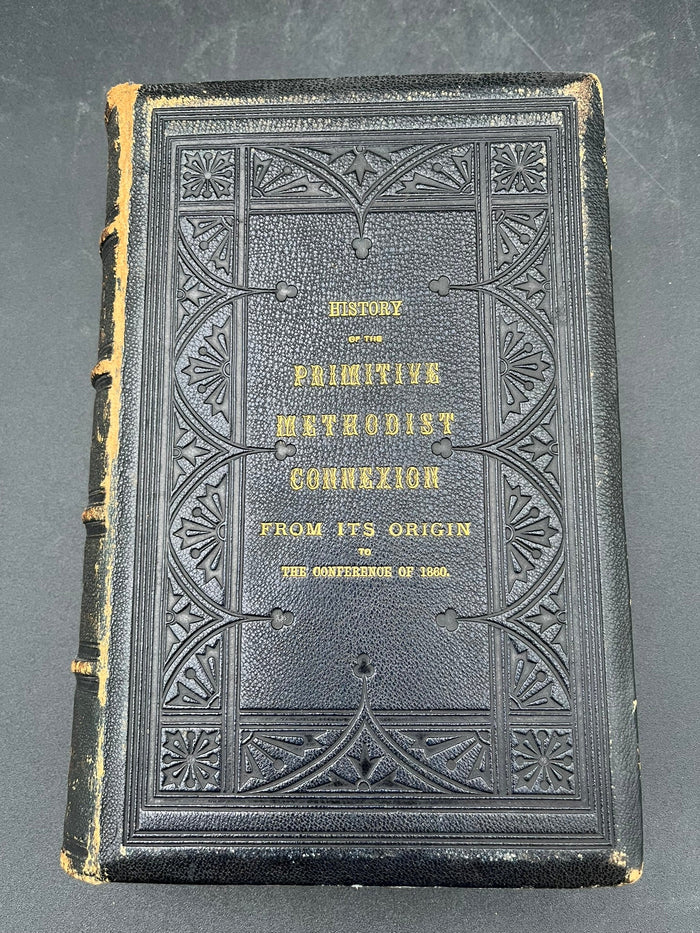 HISTORY
OF THE
PRIMITIVE
METHODIST
CONNEXION
FROM ITS ORIGIN
TO
THE CONFERENCE OF 1860.